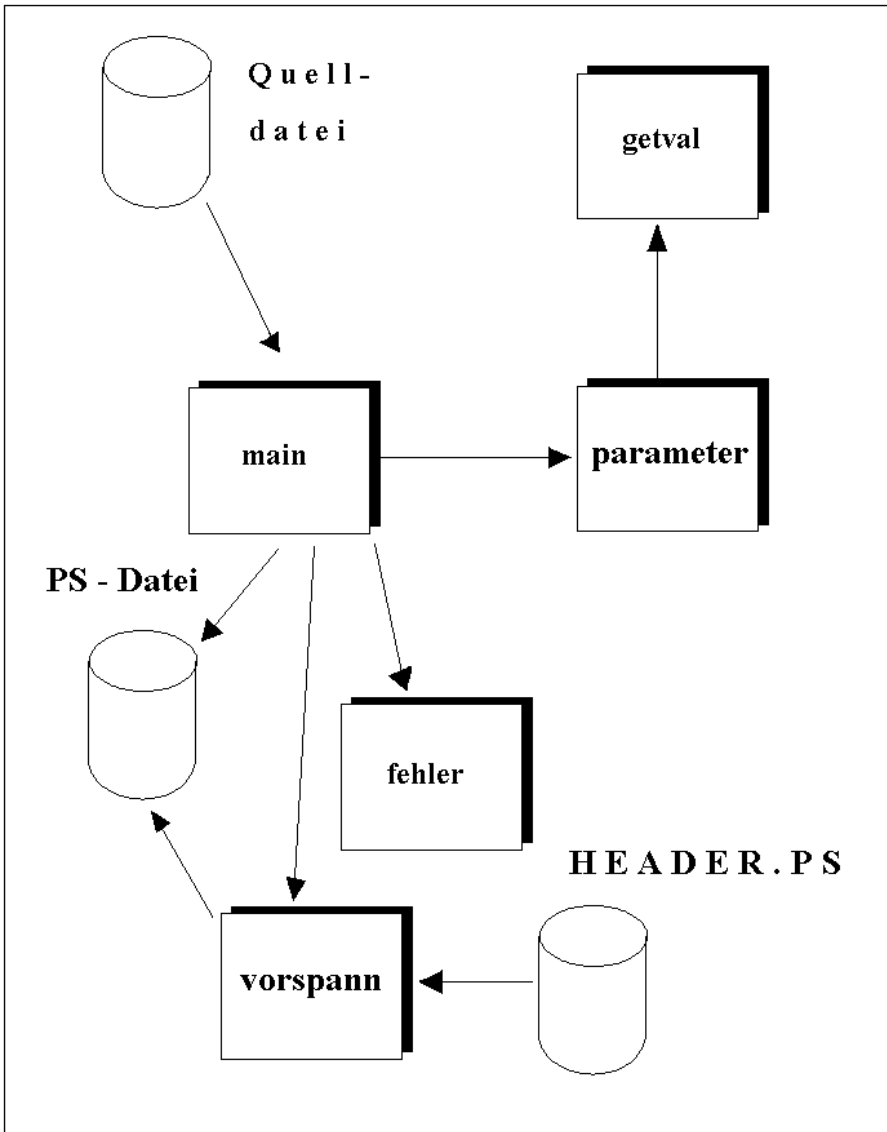 Quell-
datei
getval
main
parameter
PS - Datei
fehler
HEADER.PS
vorspann